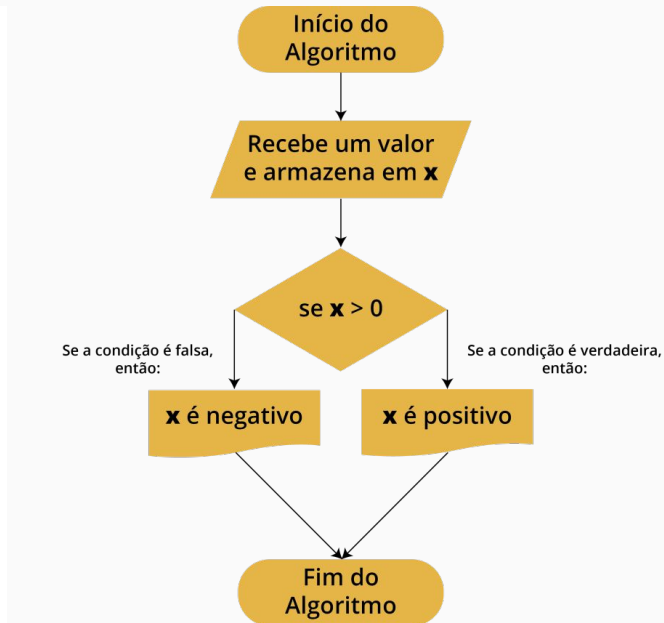 Início do
Algoritmo
Recebe um valor
e armazena em x
se x > 0
Se a condição é falsa,
então:
Se a condição é verdadeira,
então:
x é negativo
x é positivo
Fim do
Algoritmo